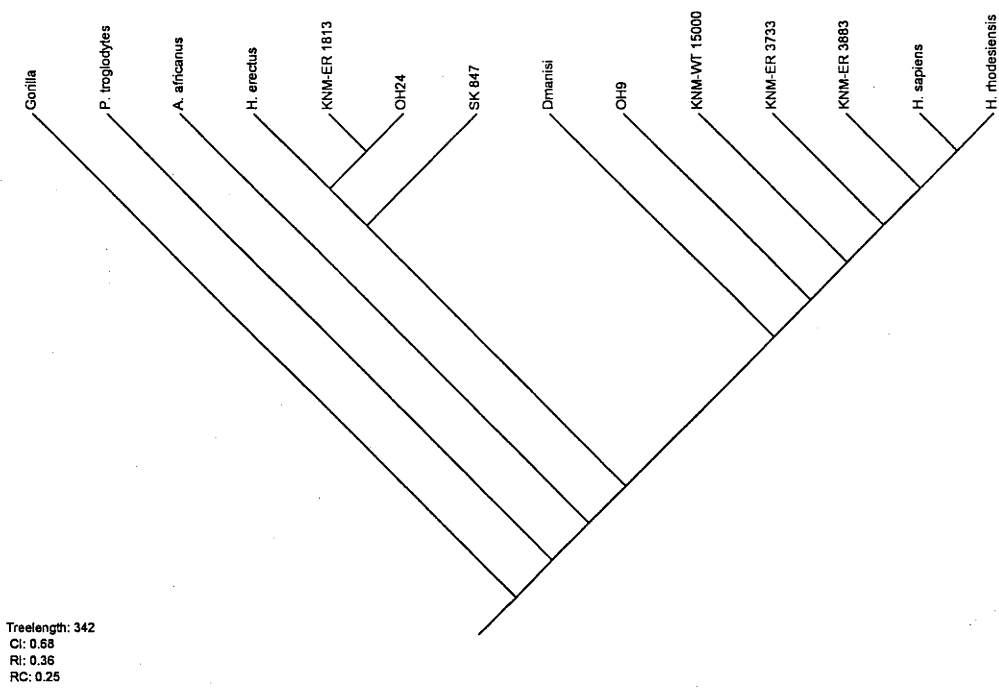 Gorilla
P. troglodytes
A. africanus
H. erectus
KNM-ER 1813
OH24
SK 847
Dmanisi
OH9
KNM-WT 15000
KNM-ER 3733
KNM-ER 3883
H. sapiens
H. rhodesiensis
Treelength: 342
CI: 0.68
RI: 0.36
RC: 0.25